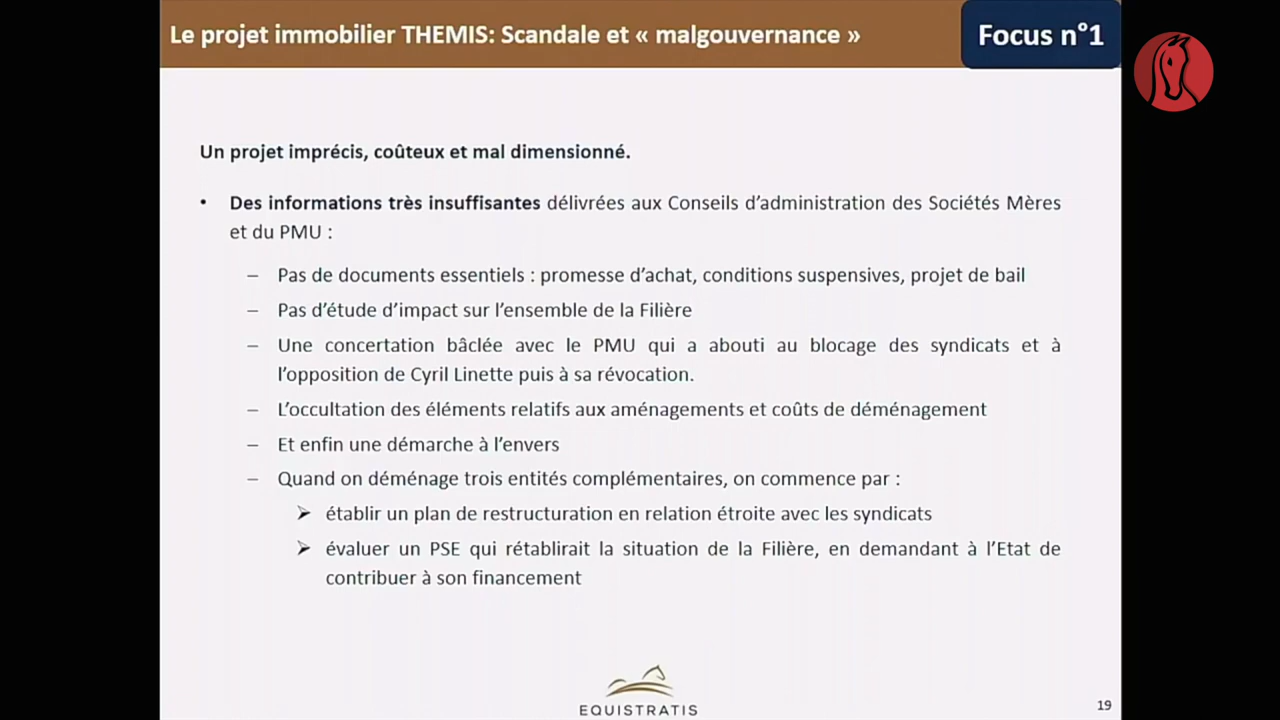 Le projet immobilier THEMIS: Scandale et « malgouvernance »
Focus n°1
Un projet imprécis, coûteux et mal dimensionné.
• Des informations très insuffisantes délivrées aux Conseils d’administration des Sociétés Mères
et du PMU :
– Pas de documents essentiels : promesse d’achat, conditions suspensives, projet de bail
– Pas d’étude d’impact sur l’ensemble de la Filière
– Une concertation bâclée avec le PMU qui a abouti au blocage des syndicats et à
l’opposition de Cyril Linette puis à sa révocation.
– L’occultation des éléments relatifs aux aménagements et coûts de déménagement
– Et enfin une démarche à l’envers
– Quand on déménage trois entités complémentaires, on commence par :
➢ établir un plan de restructuration en relation étroite avec les syndicats
➢ évaluer un PSE qui rétablirait la situation de la Filière, en demandant à l’Etat de
contribuer à son financement
EQUISTRATIS
19